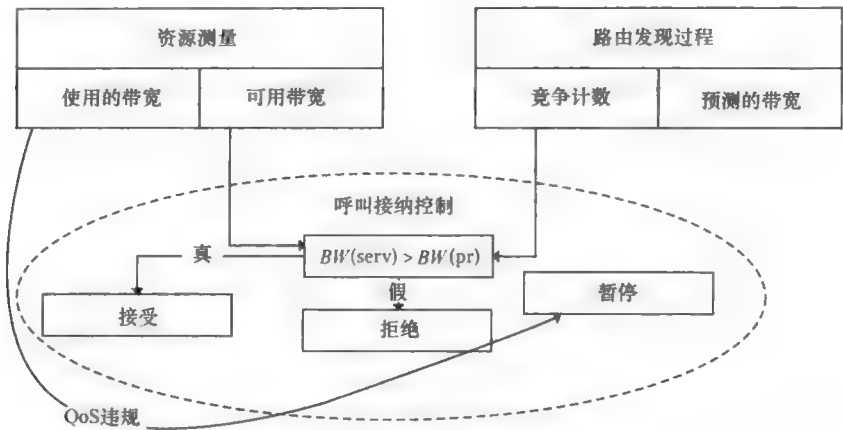 资源测量
路由发现过程
使用的带宽
可用带宽
竞争计数
预测的带宽
呼叫接纳控制
BW(serv) > BW(pr)
真
假
暂停
接受
拒绝
QoS违规